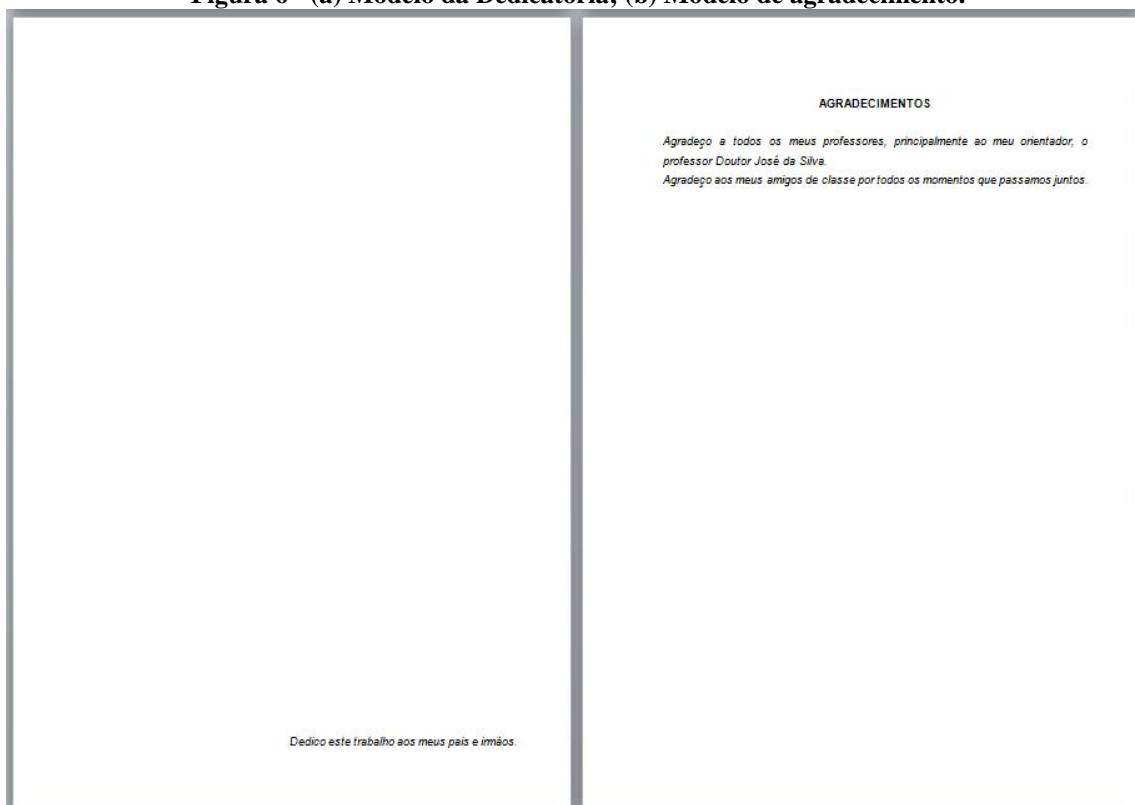 Figura 6 - (a) Modelo da Dedicatória; (b) Modelo de agradecimento.
AGRADECIMENTOS
Agradeço a todos os meus professores, principalmente ao meu orientador, o
professor Doutor José da Silva.
Agradeço aos meus amigos de classe por todos os momentos que passamos juntos.
Dedico este trabalho aos meus pais e irmãos.